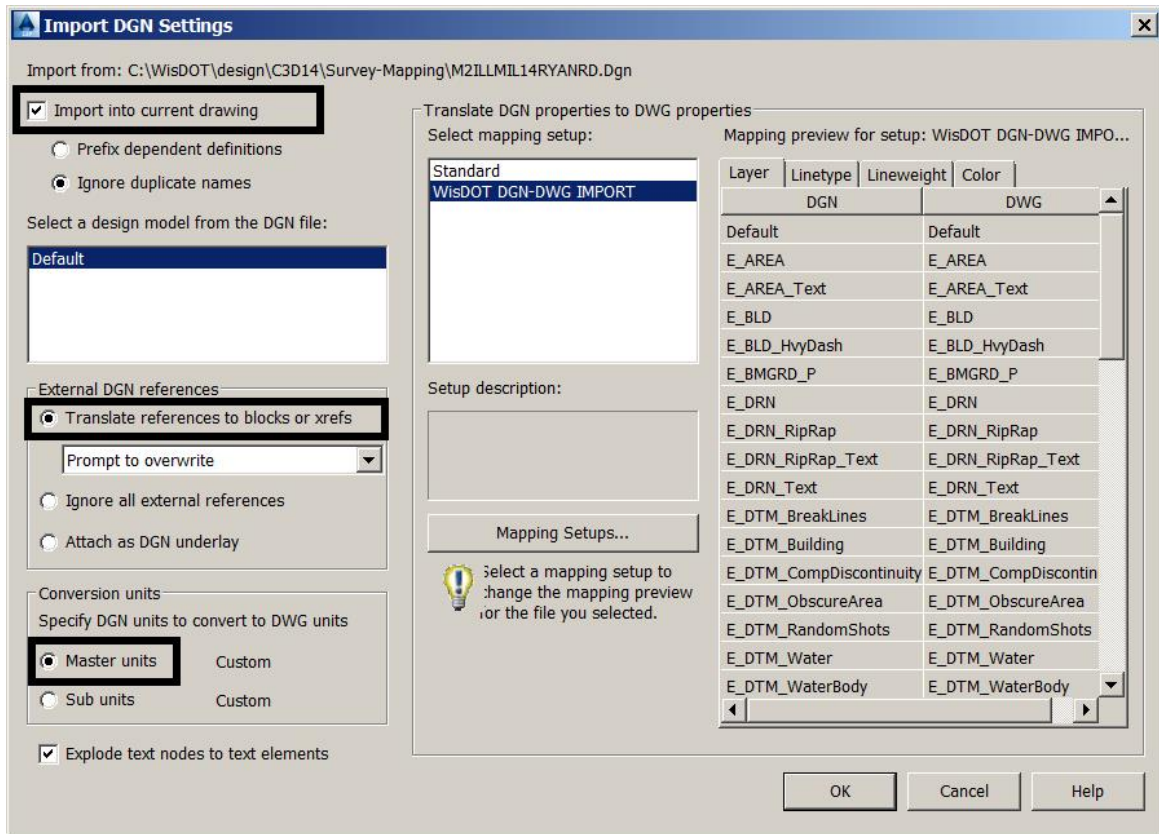 Import DGN Settings
Import from: C:\WisDOT\design\C3D14\Survey-Mapping\M2ILLMIL14RYANRD.Dgn
Import into current drawing
Prefix dependent definitions
Ignore duplicate names
Select a design model from the DGN file:
Default
External DGN references
Translate references to blocks or xrefs
Prompt to overwrite
Ignore all external references
Attach as DGN underlay
Conversion units
Specify DGN units to convert to DWG units
Master units Custom
Sub units Custom
Explode text nodes to text elements
Translate DGN properties to DWG properties
Select mapping setup:
Standard
WisDOT DGN-DWG IMPORT
Setup description:
Mapping Setups...
Select a mapping setup to
change the mapping preview
for the file you selected.
Mapping preview for setup: WisDOT DGN-DWG IMPO...
Layer Linetype Lineweight Color
DGN DWG
Default Default
E_AREA E_AREA
E_AREA_Text E_AREA_Text
E_BLD E_BLD
E_BLD_HvyDash E_BLD_HvyDash
E_BMGRD_P E_BMGRD_P
E_DRN E_DRN
E_DRN_RipRap E_DRN_RipRap
E_DRN_RipRap_Text E_DRN_RipRap_Text
E_DRN_Text E_DRN_Text
E_DTM_BreakLines E_DTM_BreakLines
E_DTM_Building E_DTM_Building
E_DTM_CompDiscontinuity E_DTM_CompDiscontin
E_DTM_ObscureArea E_DTM_ObscureArea
E_DTM_RandomShots E_DTM_RandomShots
E_DTM_Water E_DTM_Water
E_DTM_WaterBody E_DTM_WaterBody
OK Cancel Help